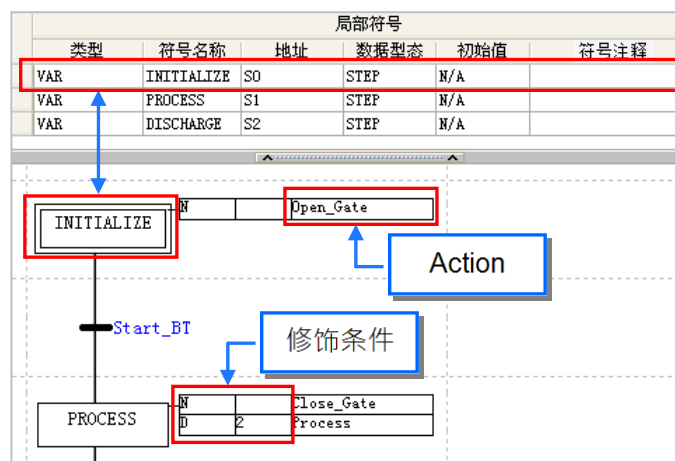 局部符号
类型 符号名称 地址 数据型态 初始值 符号注释
VAR INITIALIZE S0 STEP N/A
VAR PROCESS S1 STEP N/A
VAR DISCHARGE S2 STEP N/A
INITIALIZE N Open_Gate
Action
Start_BT
修饰条件
PROCESS N Close_Gate
D 2 Process